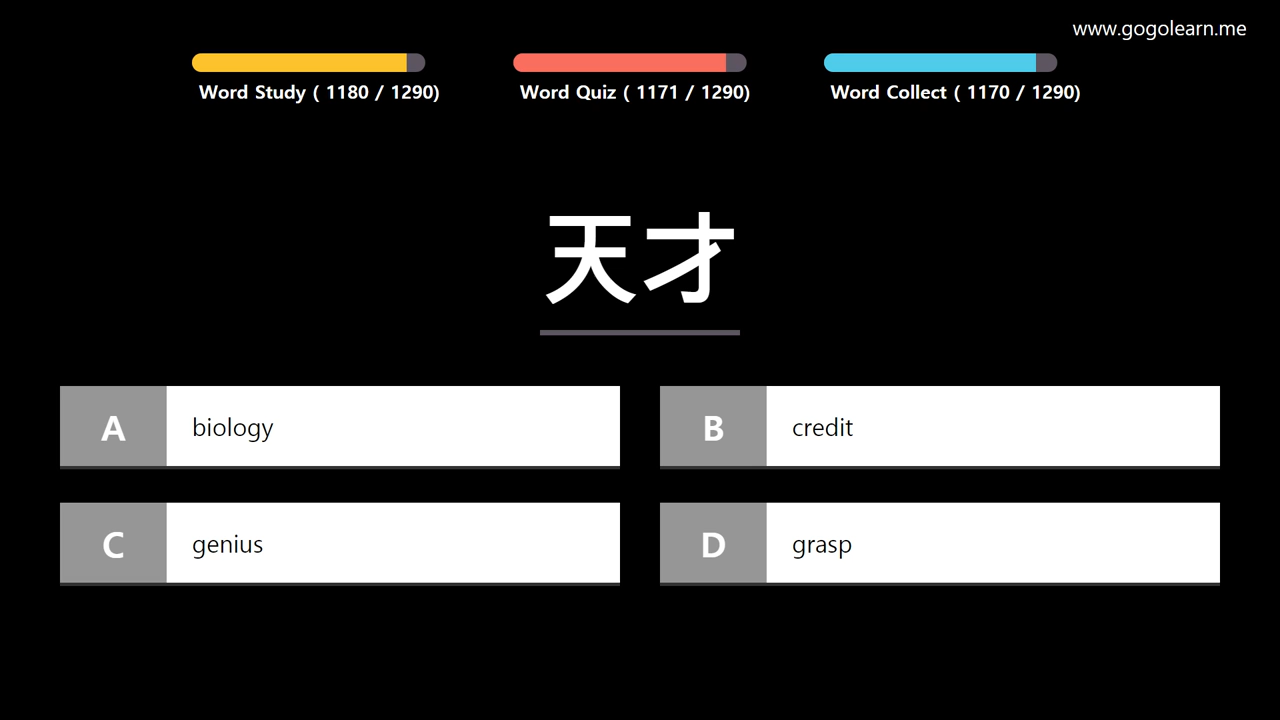 www.gogolearn.me
Word Study ( 1180 / 1290)
Word Quiz ( 1171 / 1290)
Word Collect ( 1170 / 1290)
天才
A biology
B credit
C genius
D grasp